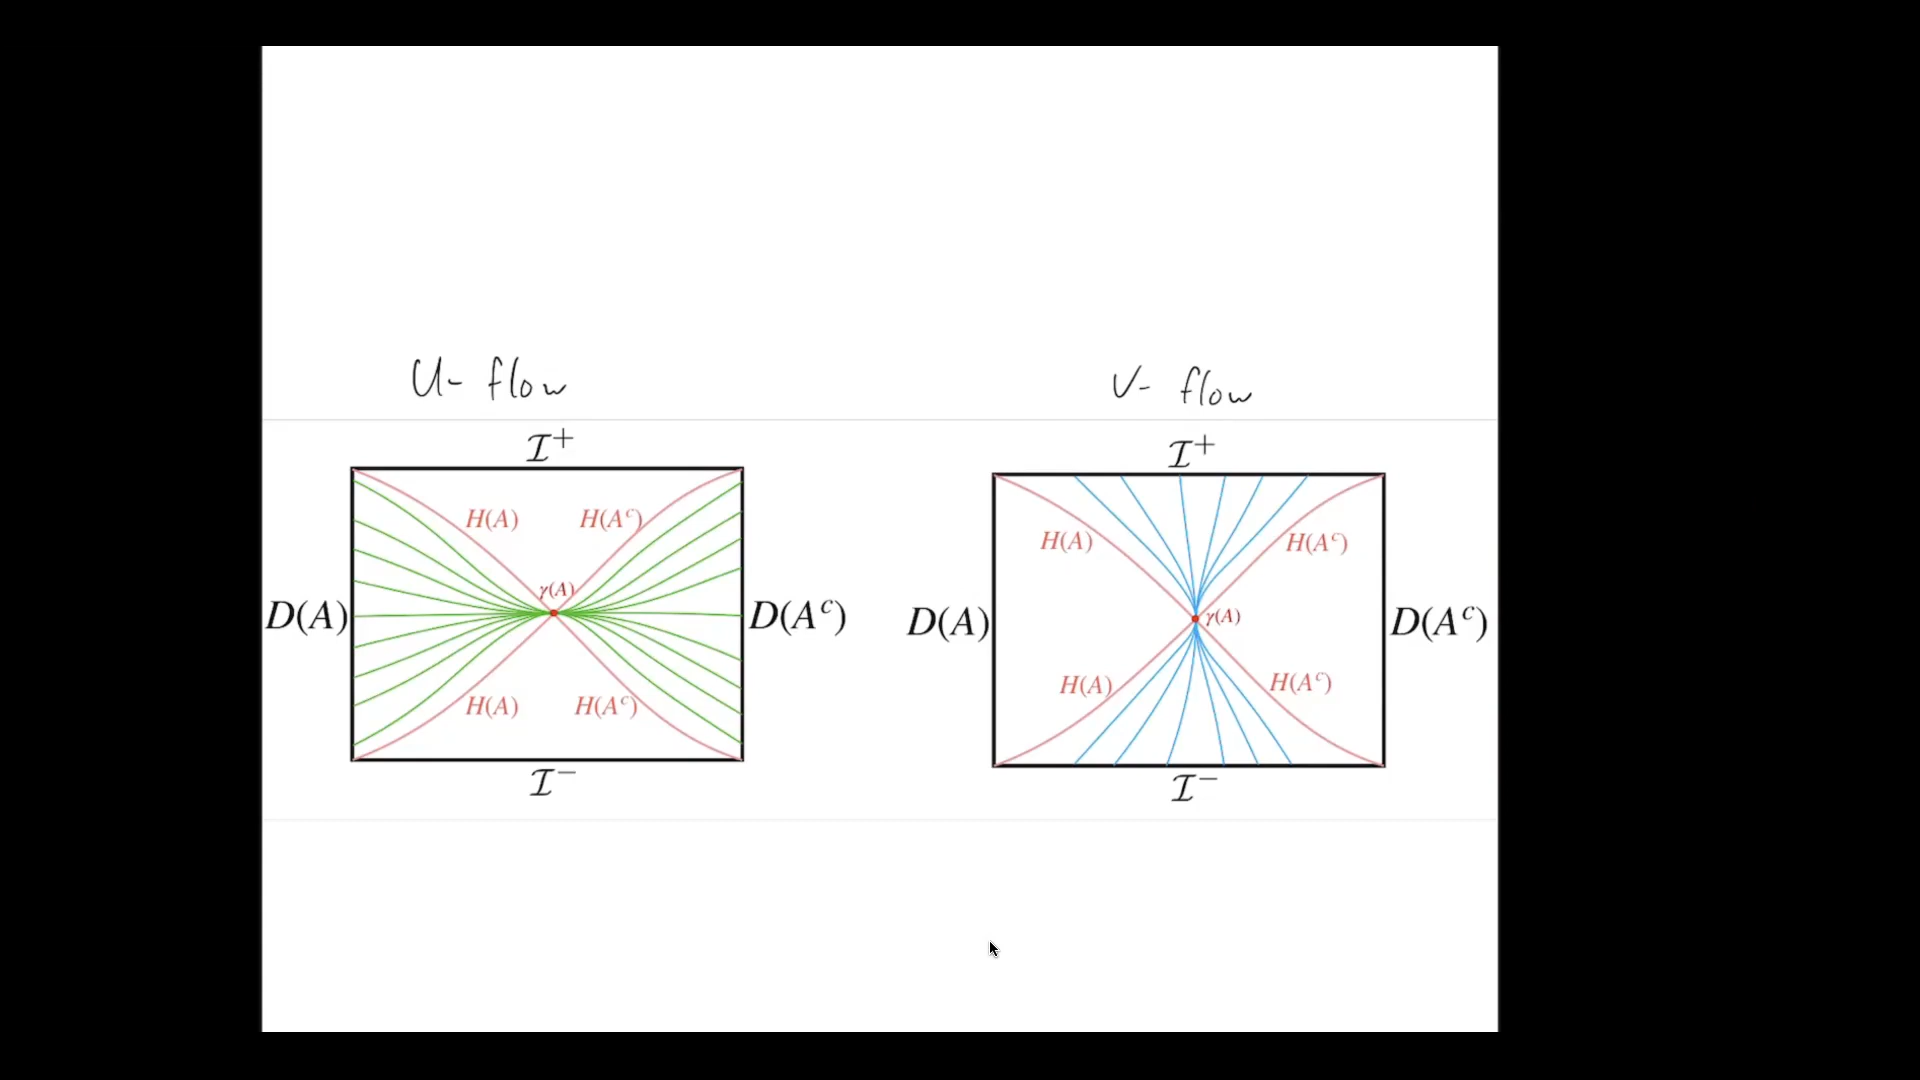 U- flow
V- flow
I⁺
H(A) H(Aᶜ)
γ(A)
D(A) D(Aᶜ)
H(A) H(Aᶜ)
I⁻
I⁺
H(A) H(Aᶜ)
D(A) γ(A) D(Aᶜ)
H(A) H(Aᶜ)
I⁻